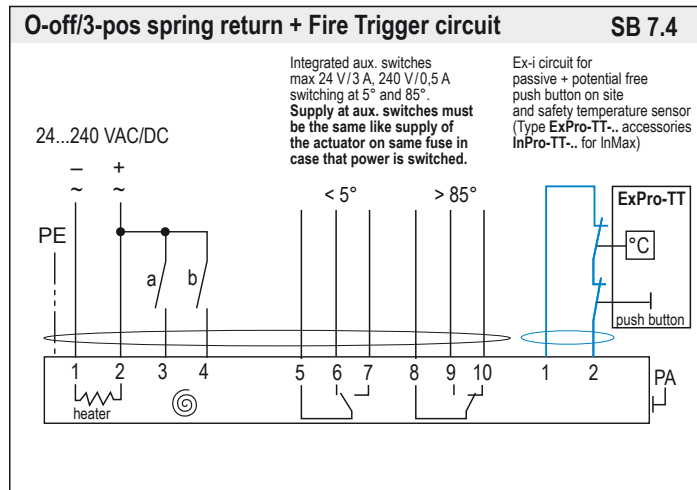 O-off/3-pos spring return + Fire Trigger circuit SB 7.4
Integrated aux. switches
max 24 V/3 A, 240 V/0,5 A
switching at 5° and 85°.
Supply at aux. switches must
be the same like supply of
the actuator on same fuse in
case that power is switched.
Ex-i circuit for
passive + potential free
push button on site
and safety temperature sensor
(Type ExPro-TT-.. accessories
InPro-TT-.. for InMax)
24...240 VAC/DC
– +
~ ~
< 5° > 85°
ExPro-TT
PE
°C
a b
push button
1 2 3 4 5 6 7 8 9 10 1 2 PA
heater